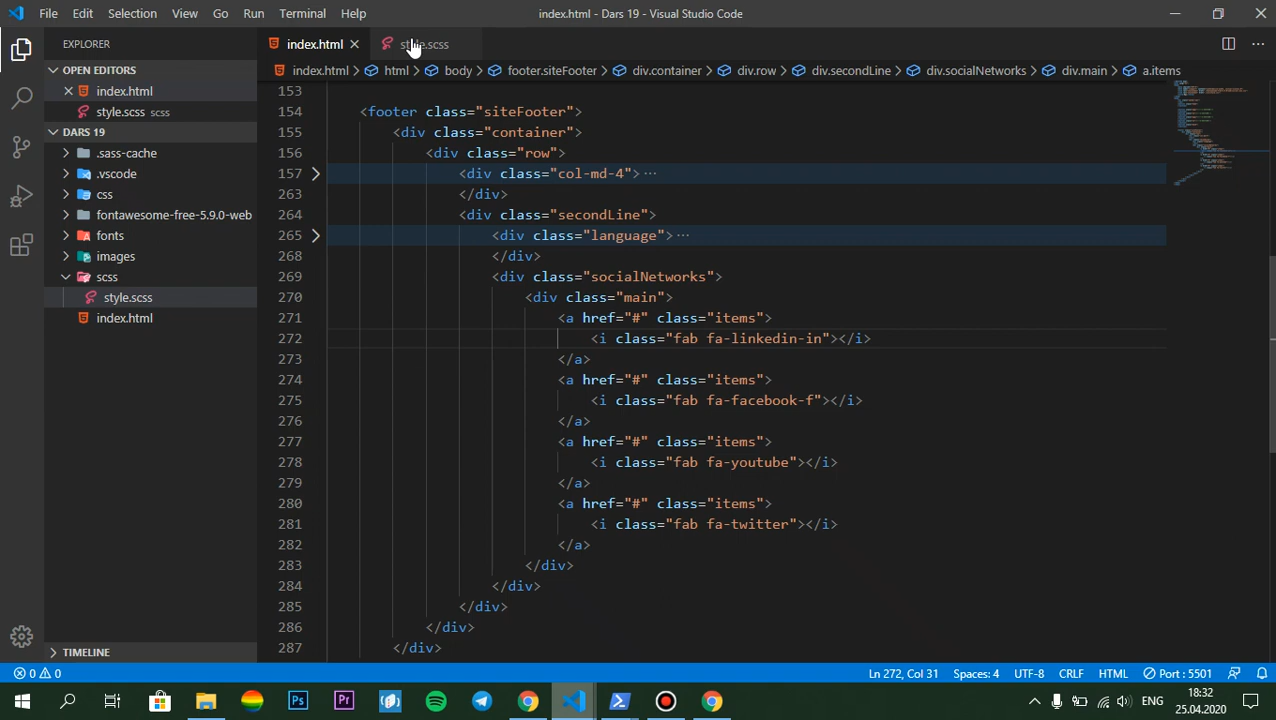 File Edit Selection View Go Run Terminal Help
index.html - Dars 19 - Visual Studio Code
EXPLORER
index.html
style.scss
OPEN EDITORS
index.html
style.scss scss
DARS 19
.sass-cache
.vscode
css
fontawesome-free-5.9.0-web
fonts
images
scss
style.scss
index.html
TIMELINE
index.html > html > body > footer.siteFooter > div.container > div.row > div.secondLine > div.socialNetworks > div.main > a.items
153
154 <footer class="siteFooter">
155 <div class="container">
156 <div class="row">
157 <div class="col-md-4"> ...
263 </div>
264 <div class="secondLine">
265 <div class="language"> ...
268 </div>
269 <div class="socialNetworks">
270 <div class="main">
271 <a href="#" class="items">
272 <i class="fab fa-linkedin-in"></i>
273 </a>
274 <a href="#" class="items">
275 <i class="fab fa-facebook-f"></i>
276 </a>
277 <a href="#" class="items">
278 <i class="fab fa-youtube"></i>
279 </a>
280 <a href="#" class="items">
281 <i class="fab fa-twitter"></i>
282 </a>
283 </div>
284 </div>
285 </div>
286 </div>
287 </div>
0 0
Ln 272, Col 31 Spaces: 4 UTF-8 CRLF HTML Port : 5501
Ps Pr
ENG
18:32
25.04.2020